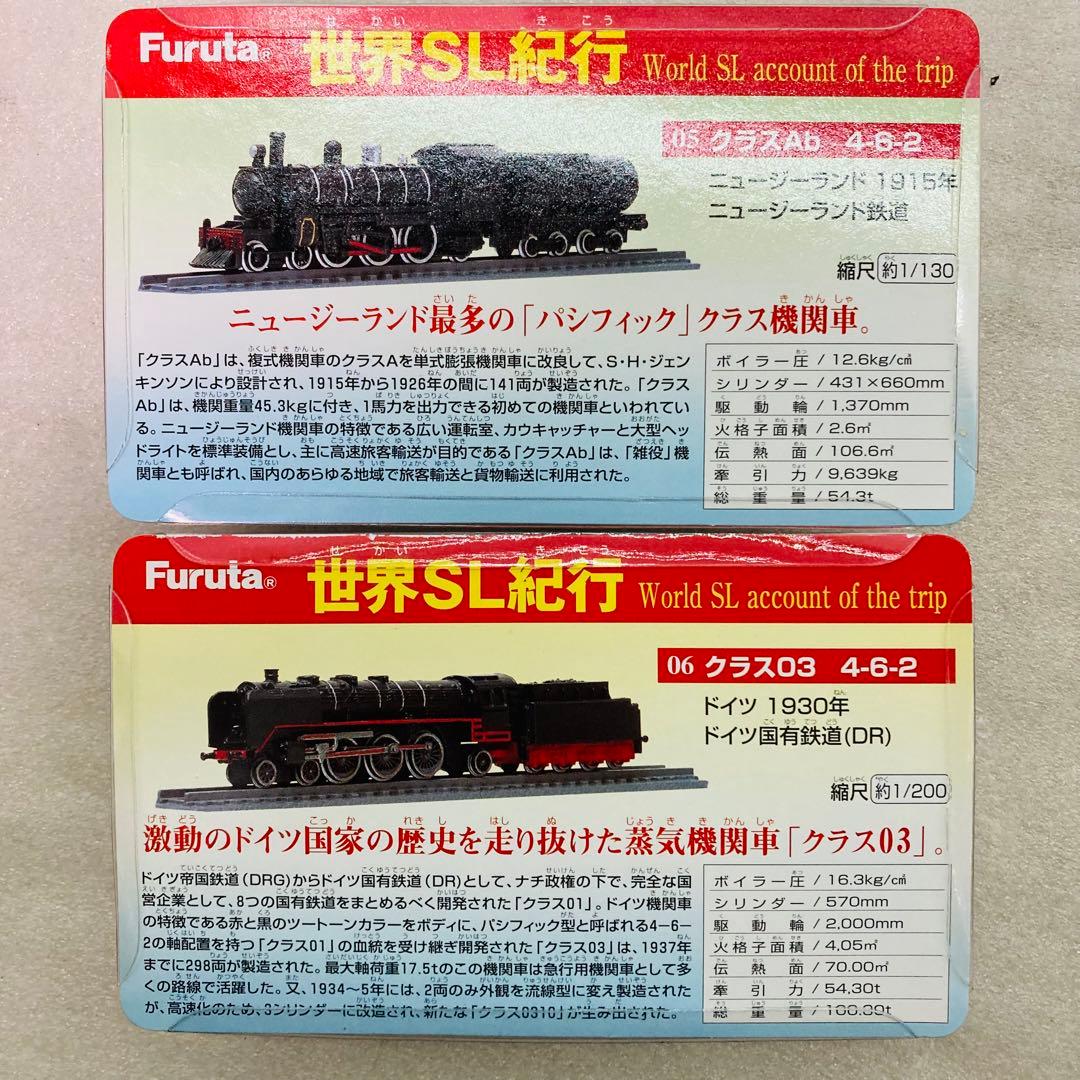 Furuta®
世界SL紀行 World SL account of the trip
05 クラスAb 4-6-2
ニュージーランド 1915年
ニュージーランド鉄道
縮尺 約1/130
ニュージーランド最多の「パシフィック」クラス機関車。
「クラスAb」は、複式機関車のクラスAを単式膨張機関車に改良して、S・H・ジェン
キンソンにより設計され、1915年から1926年の間に141両が製造された。「クラス
Ab」は、機関重量45.3kgに付き、1馬力を出力できる初めての機関車といわれてい
る。ニュージーランド機関車の特徴である広い運転室、カウキャッチャーと大型ヘッ
ドライトを標準装備とし、主に高速旅客輸送が目的である「クラスAb」は、「雑役」機
関車とも呼ばれ、国内のあらゆる地域で旅客輸送と貨物輸送に利用された。
ボイラー圧 / 12.6kg/㎠
シリンダー / 431×660mm
駆動輪 / 1,370mm
火格子面積 / 2.6㎡
伝熱面 / 106.6㎡
牽引力 / 9,639kg
総重量 / 54.3t
Furuta®
世界SL紀行 World SL account of the trip
06 クラス03 4-6-2
ドイツ 1930年
ドイツ国有鉄道(DR)
縮尺 約1/200
激動のドイツ国家の歴史を走り抜けた蒸気機関車「クラス03」。
ドイツ帝国鉄道(DRG)からドイツ国有鉄道(DR)として、ナチ政権の下で、完全な国
営企業として、8つの国有鉄道をまとめるべく開発された「クラス01」。ドイツ機関車
の特徴である赤と黒のツートーンカラーをボディに、パシフィック型と呼ばれる4-6-
2の軸配置を持つ「クラス01」の血統を受け継ぎ開発された「クラス03」は、1937年
までに298両が製造された。最大軸荷重17.5tのこの機関車は急行用機関車として多
くの路線で活躍した。又、1934〜5年には、2両のみ外観を流線型に変え製造された
が、高速化のため、3シリンダーに改造され、新たな「クラス0310」が生み出された。
ボイラー圧 / 16.3kg/㎠
シリンダー / 570mm
駆動輪 / 2,000mm
火格子面積 / 4,05㎡
伝熱面 / 70.00㎡
牽引力 / 54,30t
総重量